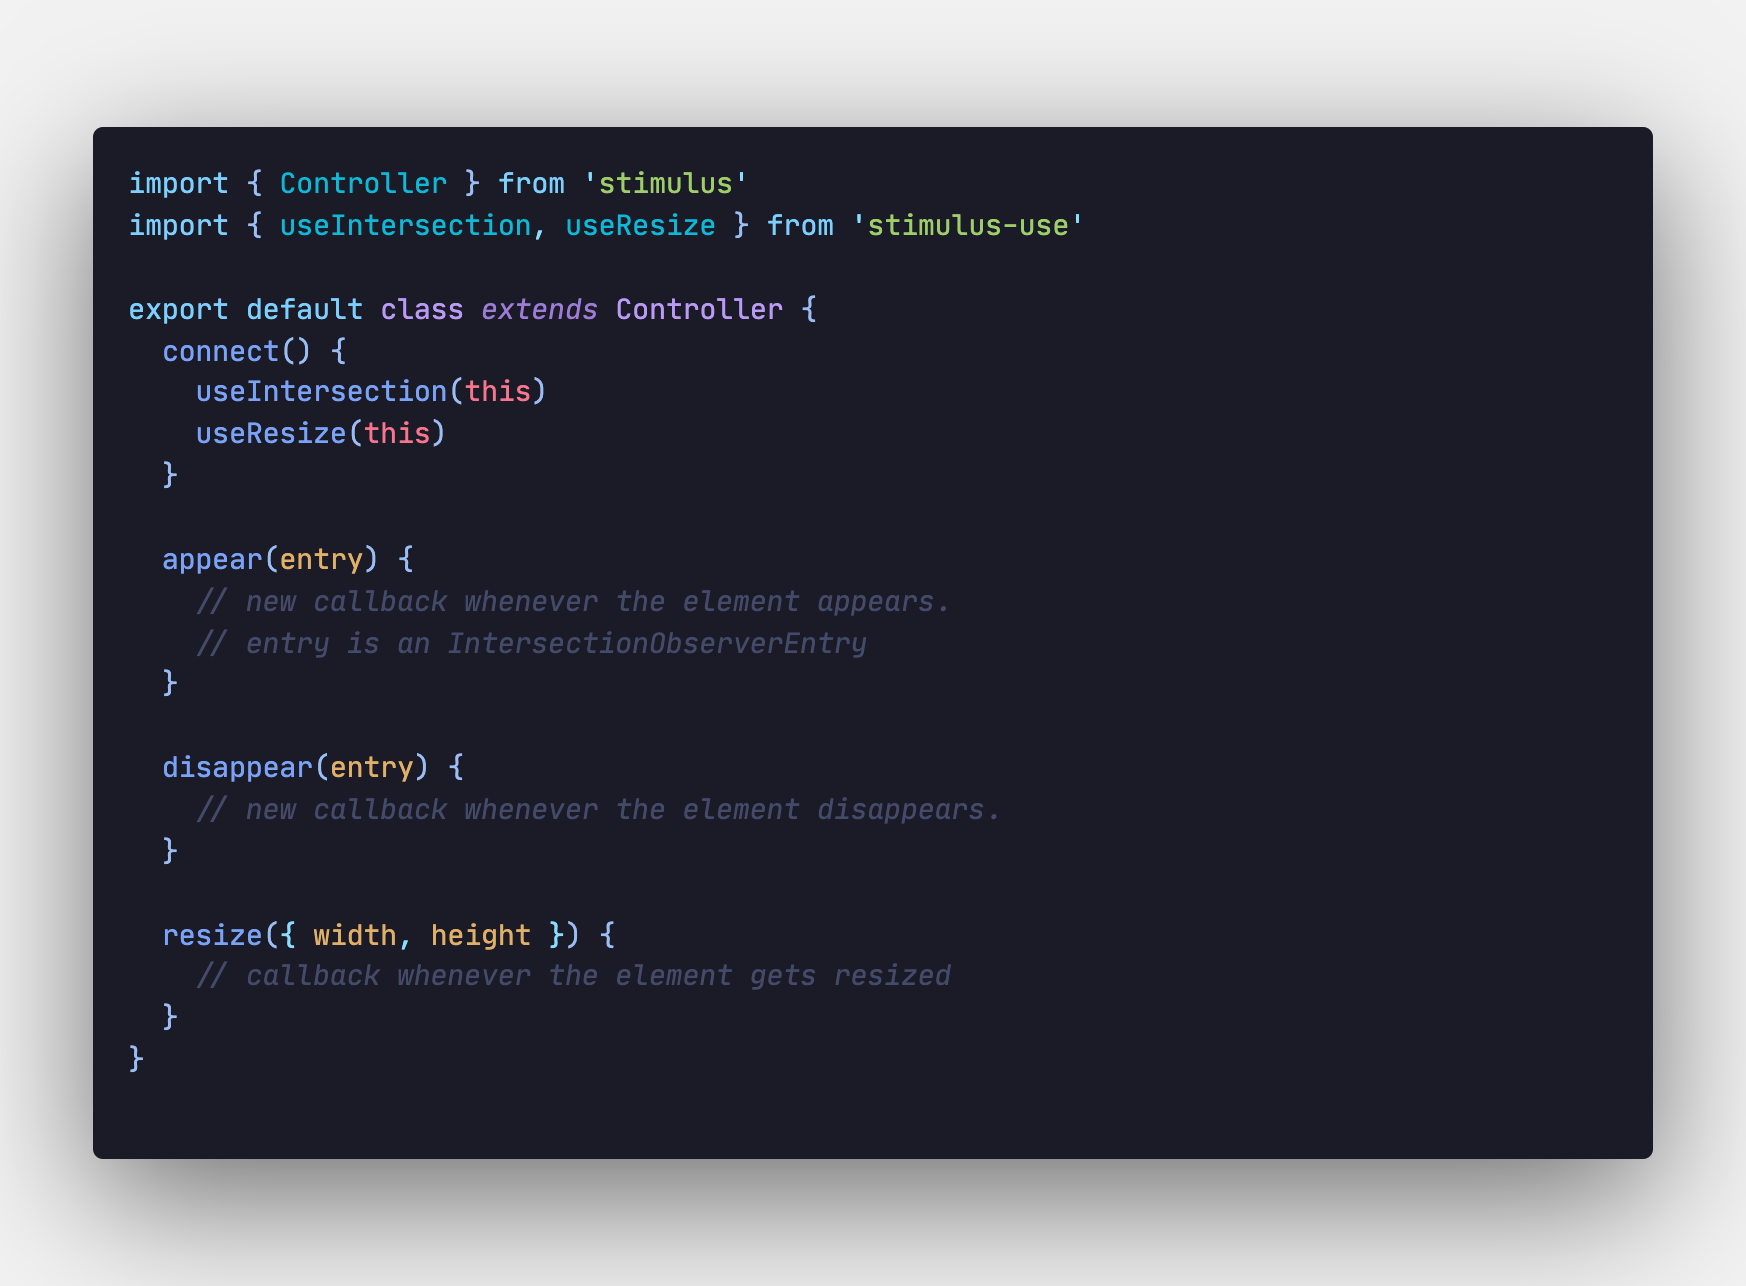 import { Controller } from 'stimulus'
import { useIntersection, useResize } from 'stimulus-use'

export default class extends Controller {
  connect() {
    useIntersection(this)
    useResize(this)
  }

  appear(entry) {
    // new callback whenever the element appears.
    // entry is an IntersectionObserverEntry
  }

  disappear(entry) {
    // new callback whenever the element disappears.
  }

  resize({ width, height }) {
    // callback whenever the element gets resized
  }
}